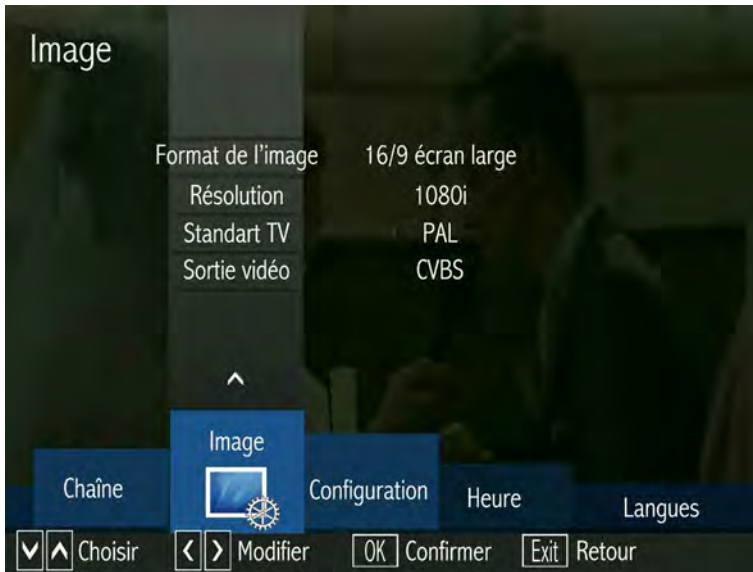 Image
Format de l'image 16/9 écran large
Résolution 1080i
Standart TV PAL
Sortie vidéo CVBS
Image
Chaîne
Configuration
Heure
Langues
Choisir Modifier OK Confirmer Exit Retour